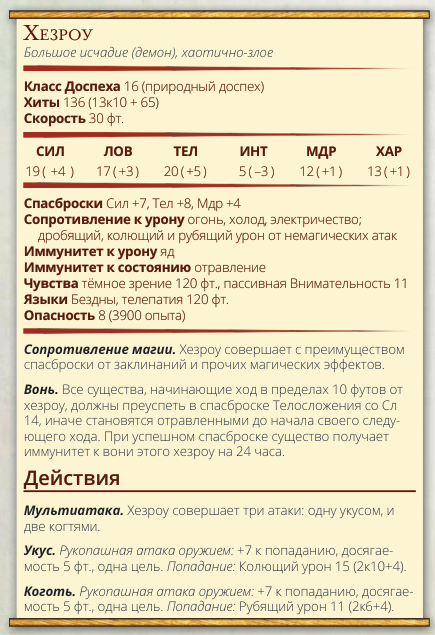 Хезроу
Большое исчадие (демон), хаотично-злое
Класс Доспеха 16 (природный доспех)
Хиты 136 (13к10 + 65)
Скорость 30 фт.
СИЛ ЛОВ ТЕЛ ИНТ МДР ХАР
19 ( +4 ) 17 (+3) 20 (+5) 5 (–3) 12 (+1) 13 (+1)
Спасброски Сил +7, Тел +8, Мдр +4
Сопротивление к урону огонь, холод, электричество;
дробящий, колющий и рубящий урон от немагических атак
Иммунитет к урону яд
Иммунитет к состоянию отравление
Чувства тёмное зрение 120 фт., пассивная Внимательность 11
Языки Бездны, телепатия 120 фт.
Опасность 8 (3900 опыта)
Сопротивление магии. Хезроу совершает с преимуществом
спасброски от заклинаний и прочих магических эффектов.
Вонь. Все существа, начинающие ход в пределах 10 футов от
хезроу, должны преуспеть в спасброске Телосложения со Сл
14, иначе становятся отравленными до начала своего следу-
ющего хода. При успешном спасброске существо получает
иммунитет к вони этого хезроу на 24 часа.
Действия
Мультиатака. Хезроу совершает три атаки: одну укусом, и
две когтями.
Укус. Рукопашная атака оружием: +7 к попаданию, досягае-
мость 5 фт., одна цель. Попадание: Колющий урон 15 (2к10+4).
Коготь. Рукопашная атака оружием: +7 к попаданию, досягае-
мость 5 фт., одна цель. Попадание: Рубящий урон 11 (2к6+4).